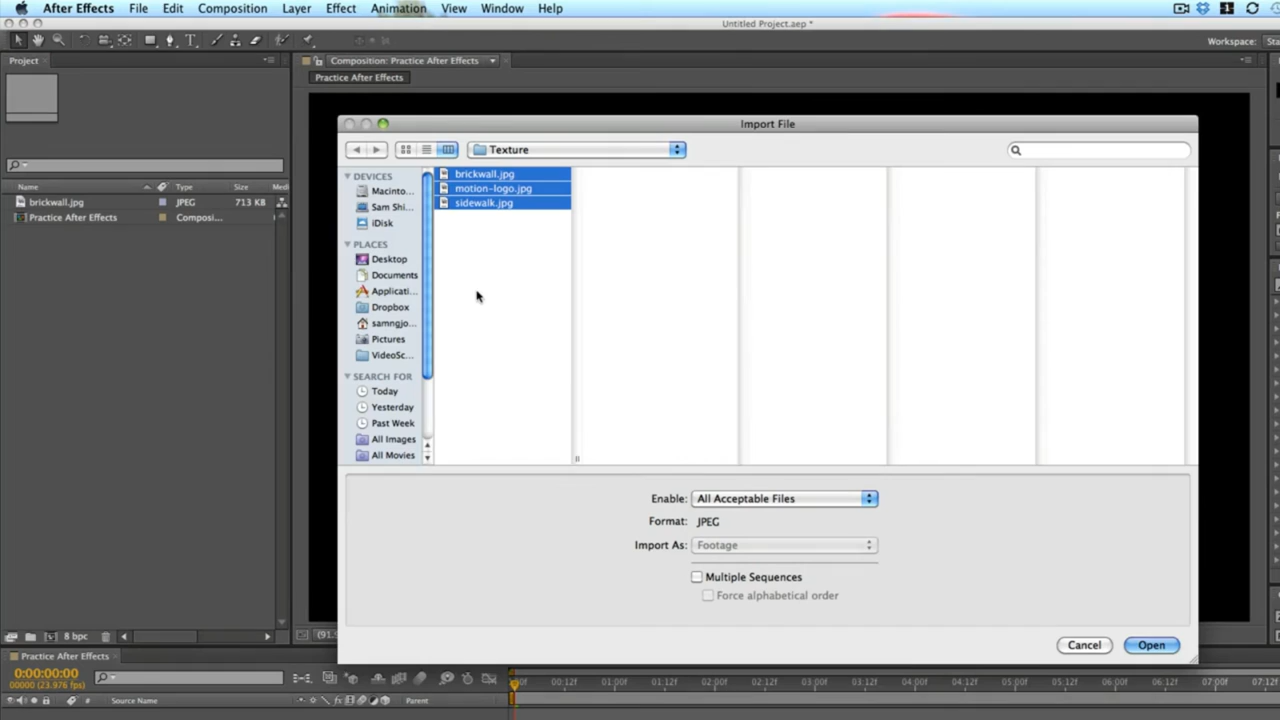 After Effects File Edit Composition Layer Effect Animation View Window Help
Untitled Project.aep *
Workspace:
Project
Composition: Practice After Effects
Practice After Effects
Import File
Texture
Name Type Size
brickwall.jpg JPEG 713 KB
Practice After Effects Composi...
DEVICES
Macinto...
Sam Shi...
iDisk
PLACES
Desktop
Documents
Applicati...
Dropbox
samngjo...
Pictures
VideoSc...
SEARCH FOR
Today
Yesterday
Past Week
All Images
All Movies
brickwall.jpg
motion-logo.jpg
sidewalk.jpg
Enable: All Acceptable Files
Format: JPEG
Import As: Footage
Multiple Sequences
Force alphabetical order
Cancel Open
8 bpc
Practice After Effects
0:00:00:00
00000 (23.976 fps)
Source Name Parent
00:12f 01:00f 01:12f 02:00f 02:12f 03:00f 03:12f 04:00f 04:12f 05:00f 05:12f 06:00f 06:12f 07:00f